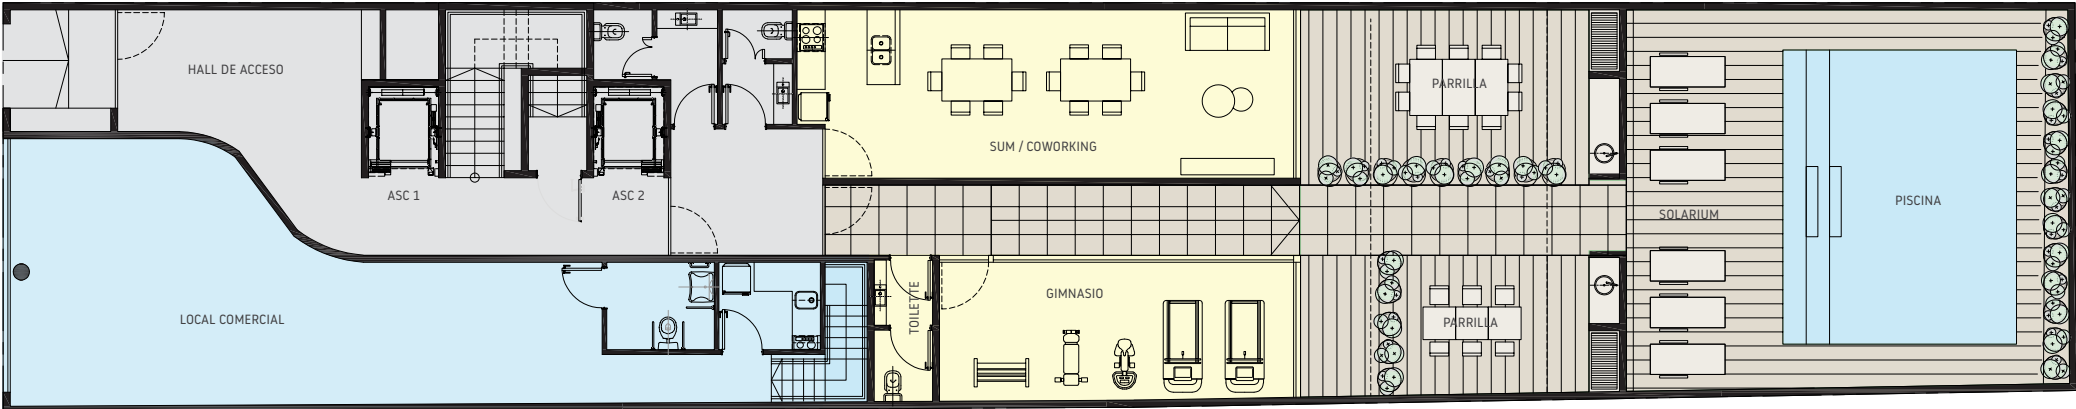 HALL DE ACCESO
ASC 1
ASC 2
SUM / COWORKING
PARRILLA
SOLARIUM
PISCINA
LOCAL COMERCIAL
TOILETTE
GIMNASIO
PARRILLA